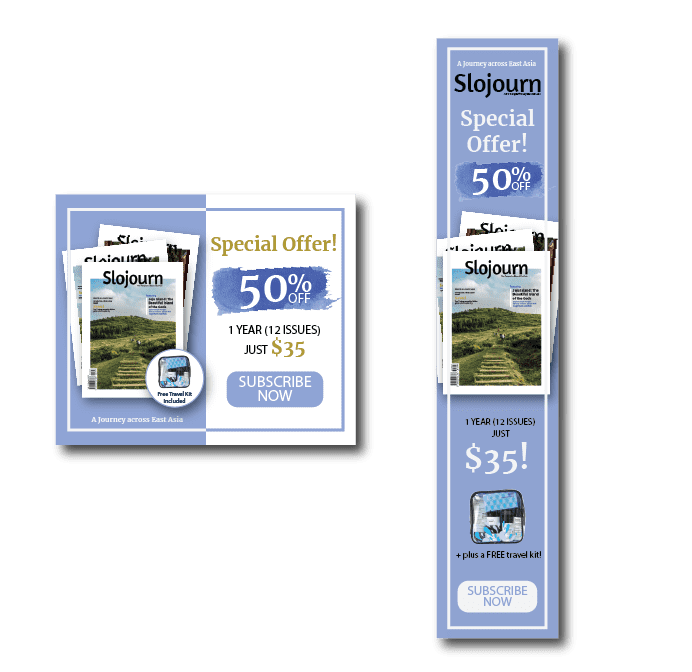 Slojourn
Free Travel Kit
Included
A Journey across East Asia
Special Offer!
50%
OFF
1 YEAR (12 ISSUES)
JUST $35
SUBSCRIBE
NOW
A Journey across East Asia
Slojourn
Special
Offer!
50%
OFF
Slojourn
1 YEAR (12 ISSUES)
JUST
$35!
+ plus a FREE travel kit!
SUBSCRIBE
NOW